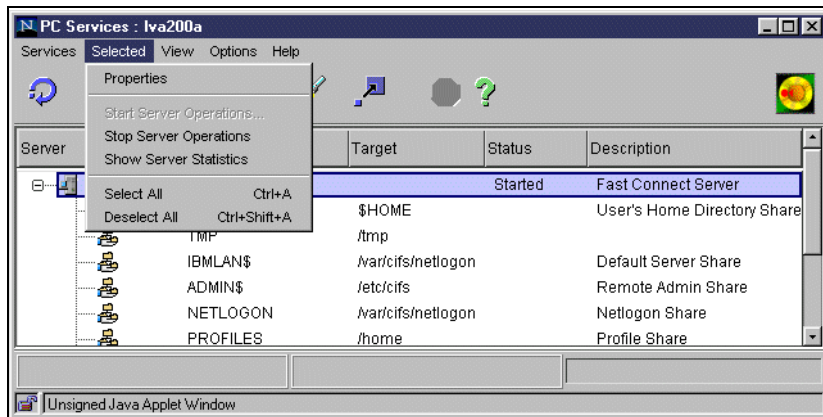 PC Services : lva200a
Services Selected View Options Help
Properties
Start Server Operations...
Stop Server Operations
Show Server Statistics
Select All Ctrl+A
Deselect All Ctrl+Shift+A
Server Target Status Description
Started Fast Connect Server
$HOME User's Home Directory Share
TMP /tmp
IBMLAN$ /var/cifs/netlogon Default Server Share
ADMIN$ /etc/cifs Remote Admin Share
NETLOGON /var/cifs/netlogon Netlogon Share
PROFILES /home Profile Share
Unsigned Java Applet Window